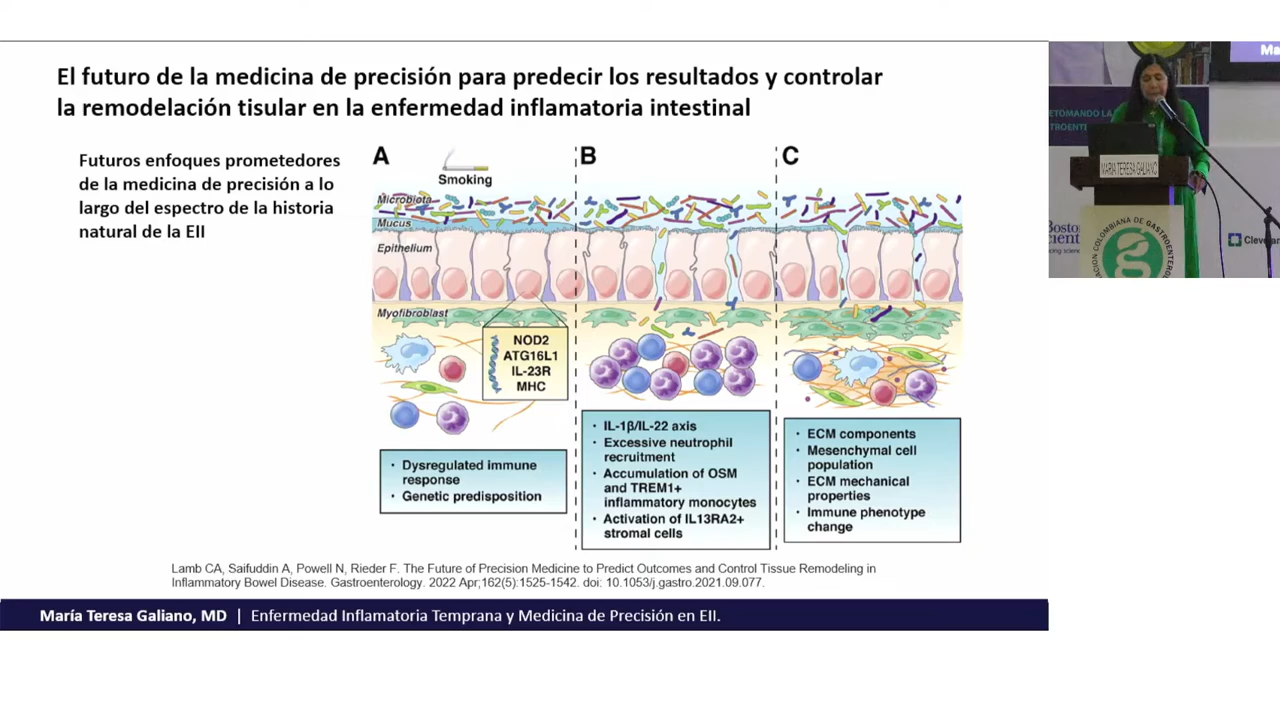 El futuro de la medicina de precisión para predecir los resultados y controlar
la remodelación tisular en la enfermedad inflamatoria intestinal
Futuros enfoques prometedores
de la medicina de precisión a lo
largo del espectro de la historia
natural de la EII
A
Smoking
Microbiota
Mucus
Epithelium
Myofibroblast
NOD2
ATG16L1
IL-23R
MHC
• Dysregulated immune
response
• Genetic predisposition
B
• IL-1β/IL-22 axis
• Excessive neutrophil
recruitment
• Accumulation of OSM
and TREM1+
inflammatory monocytes
• Activation of IL13RA2+
stromal cells
C
• ECM components
• Mesenchymal cell
population
• ECM mechanical
properties
• Immune phenotype
change
Lamb CA, Saifuddin A, Powell N, Rieder F. The Future of Precision Medicine to Predict Outcomes and Control Tissue Remodeling in
Inflammatory Bowel Disease. Gastroenterology. 2022 Apr;162(5):1525-1542. doi: 10.1053/j.gastro.2021.09.077.
María Teresa Galiano, MD | Enfermedad Inflamatoria Temprana y Medicina de Precisión en EII.
Ma
ETOMANDO LA
MARIA TERESA GALIANO